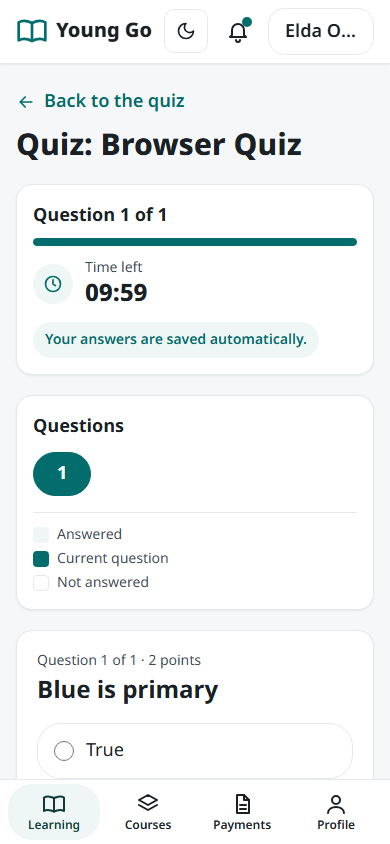 Young Go
Elda O...
Back to the quiz
Quiz: Browser Quiz
Question 1 of 1
Time left
09:59
Your answers are saved automatically.
Questions
1
Answered
Current question
Not answered
Question 1 of 1 · 2 points
Blue is primary
True
Learning
Courses
Payments
Profile